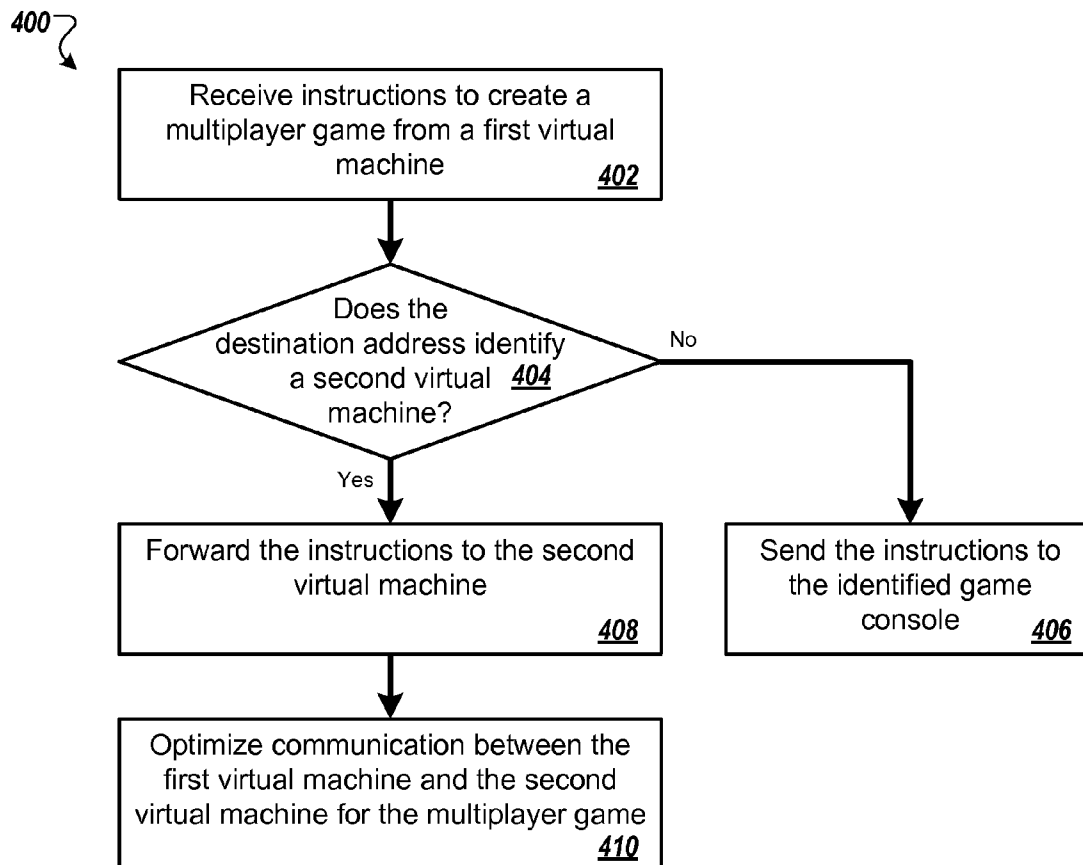 400
Receive instructions to create a
multiplayer game from a first virtual
machine
402
Does the
destination address identify
a second virtual 404
machine?
No
Yes
Forward the instructions to the second
virtual machine
408
Send the instructions to
the identified game
console 406
Optimize communication between the
first virtual machine and the second
virtual machine for the multiplayer game
410